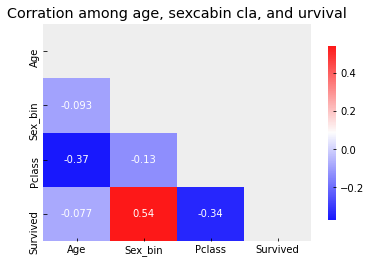 Corration among age, sexcabin cla, and urvival
Age
Sex_bin
-0.093
Pclass
-0.37 -0.13
Survived
-0.077 0.54 -0.34
Age Sex_bin Pclass Survived
0.4
0.2
0.0
−0.2